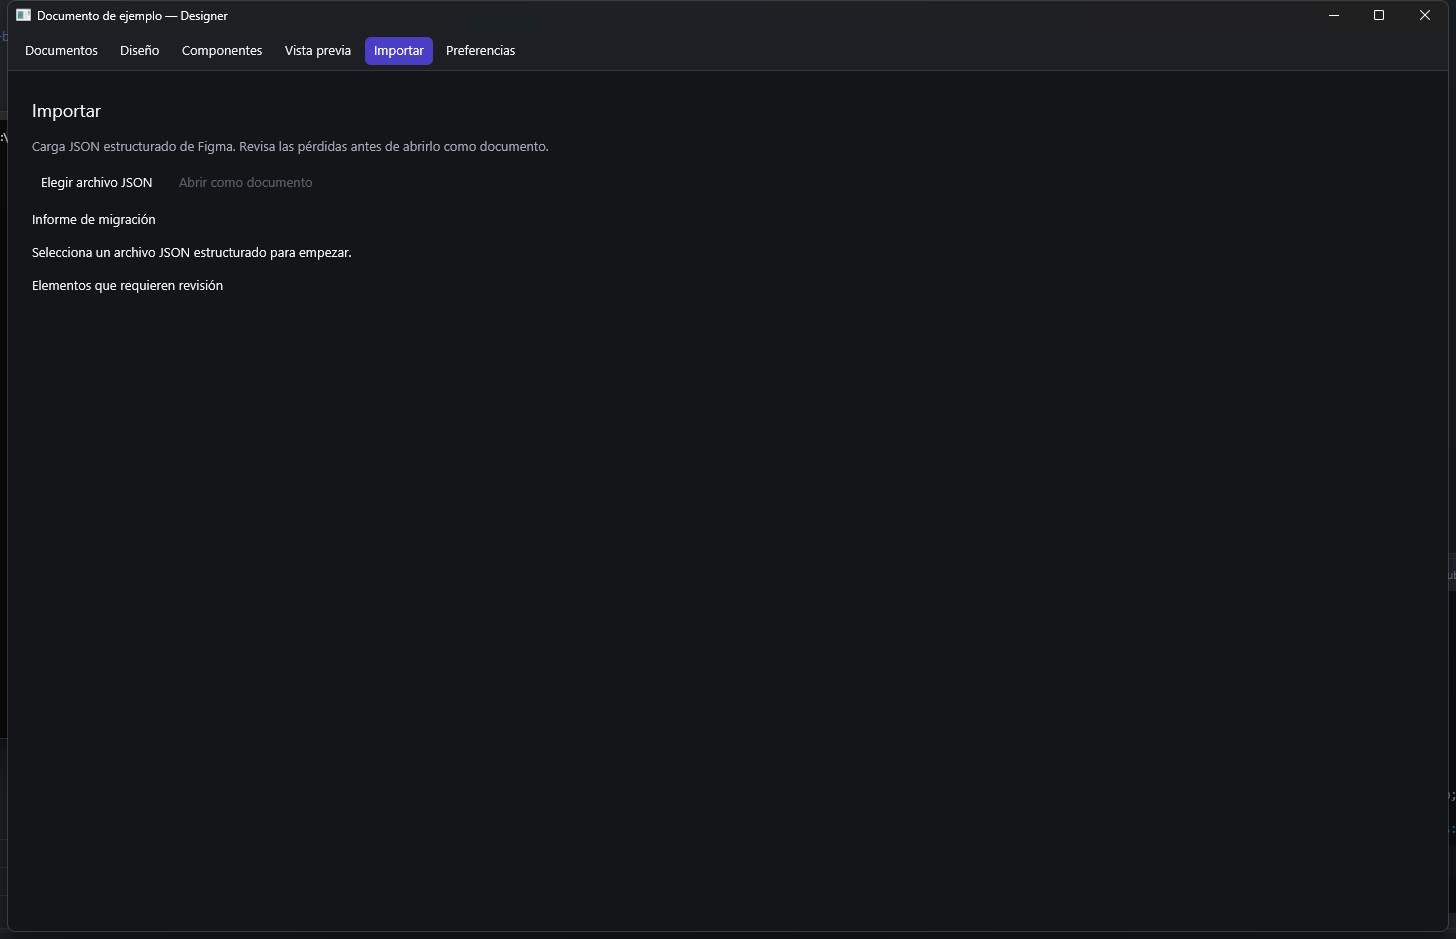 Documento de ejemplo — Designer
Documentos Diseño Componentes Vista previa Importar Preferencias
Importar
Carga JSON estructurado de Figma. Revisa las pérdidas antes de abrirlo como documento.
Elegir archivo JSON Abrir como documento
Informe de migración
Selecciona un archivo JSON estructurado para empezar.
Elementos que requieren revisión